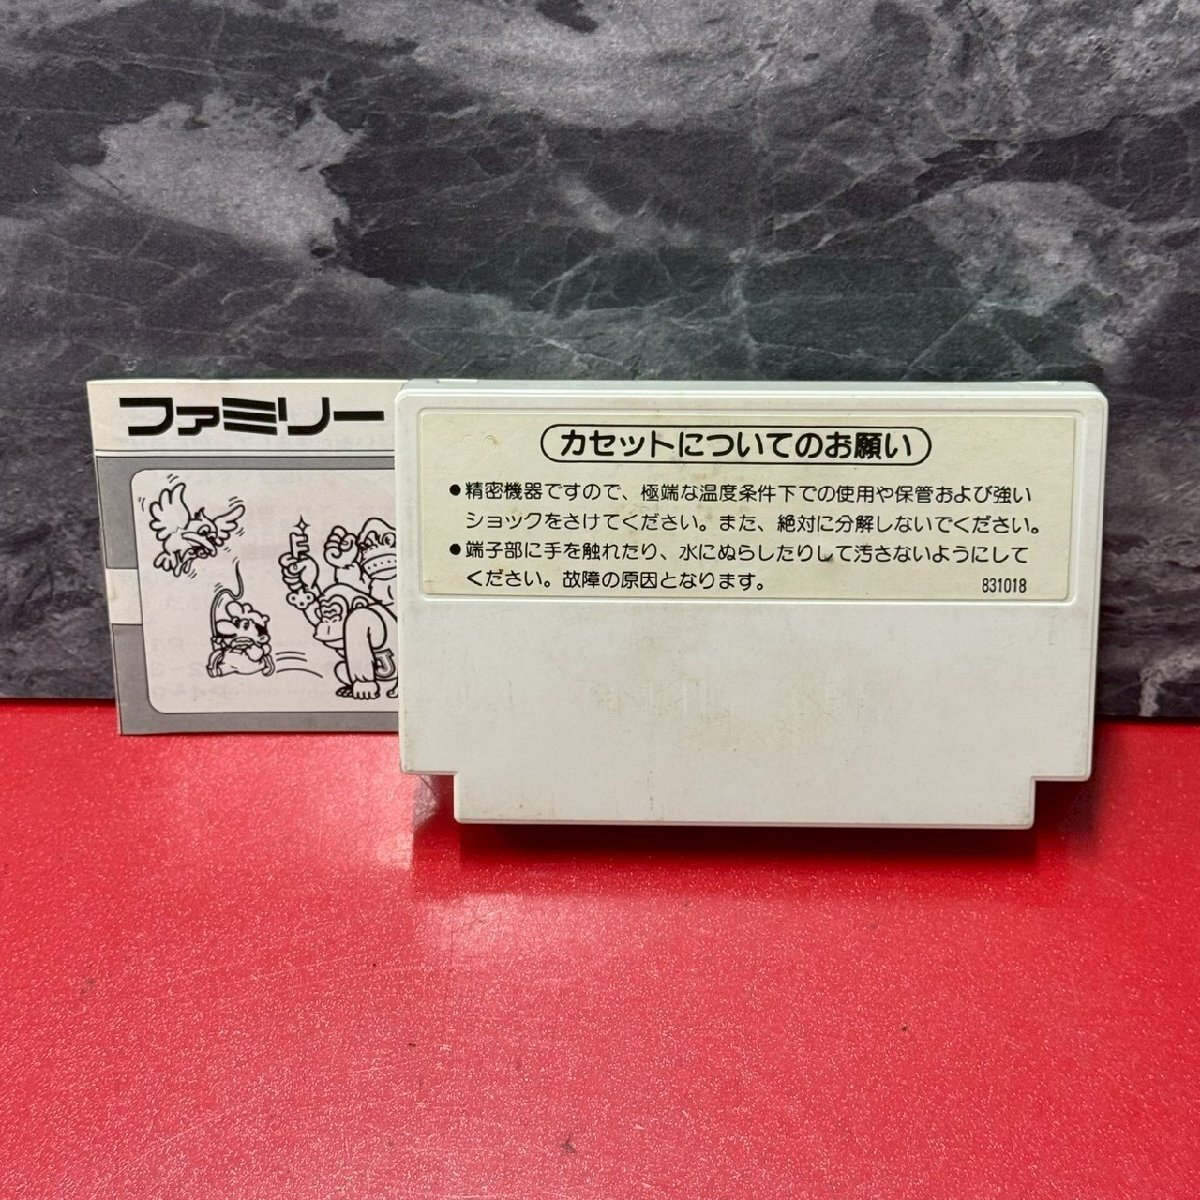 ファミリー
カセットについてのお願い
●精密機器ですので、極端な温度条件下での使用や保管および強い
ショックをさけてください。また、絶対に分解しないでください。
●端子部に手を触れたり、水にぬらしたりして汚さないようにして
ください。故障の原因となります。
831018